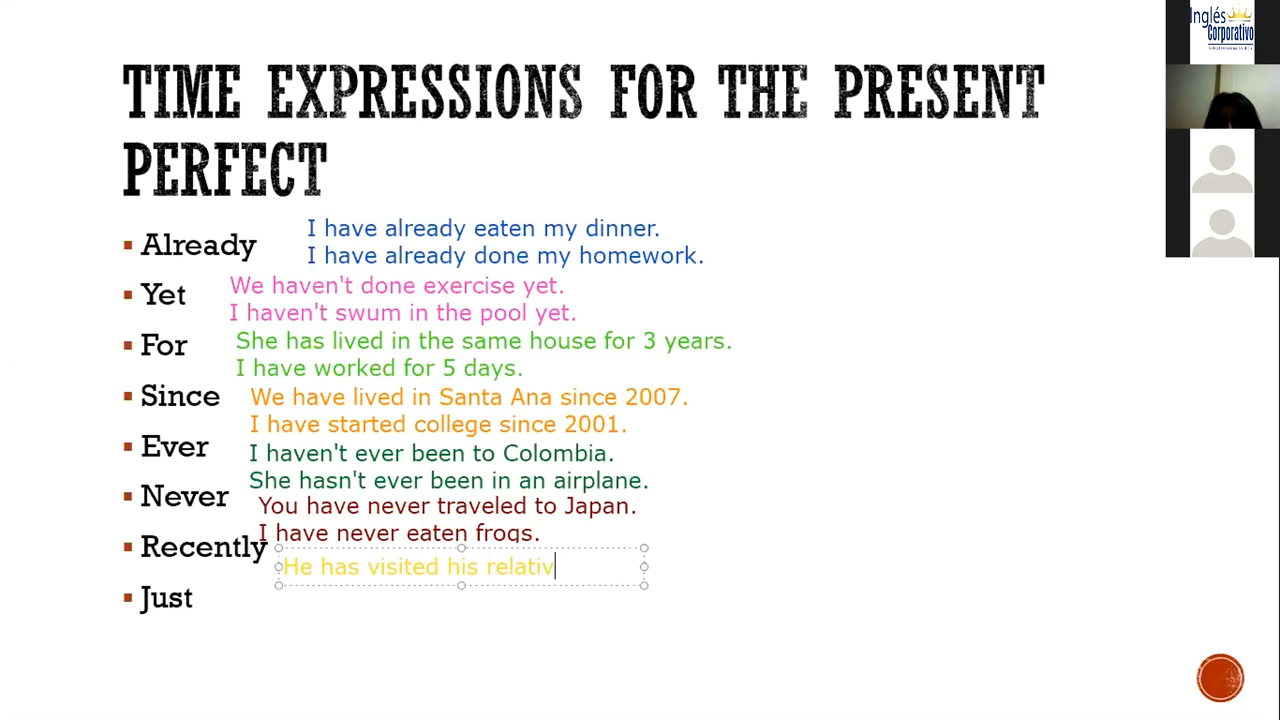 Inglés
Corporativo
TIME EXPRESSIONS FOR THE PRESENT
PERFECT
▪ Already
I have already eaten my dinner.
I have already done my homework.
▪ Yet
We haven't done exercise yet.
I haven't swum in the pool yet.
▪ For
She has lived in the same house for 3 years.
I have worked for 5 days.
▪ Since
We have lived in Santa Ana since 2007.
I have started college since 2001.
▪ Ever
I haven't ever been to Colombia.
She hasn't ever been in an airplane.
▪ Never
You have never traveled to Japan.
I have never eaten frogs.
▪ Recently
He has visited his relativ
▪ Just